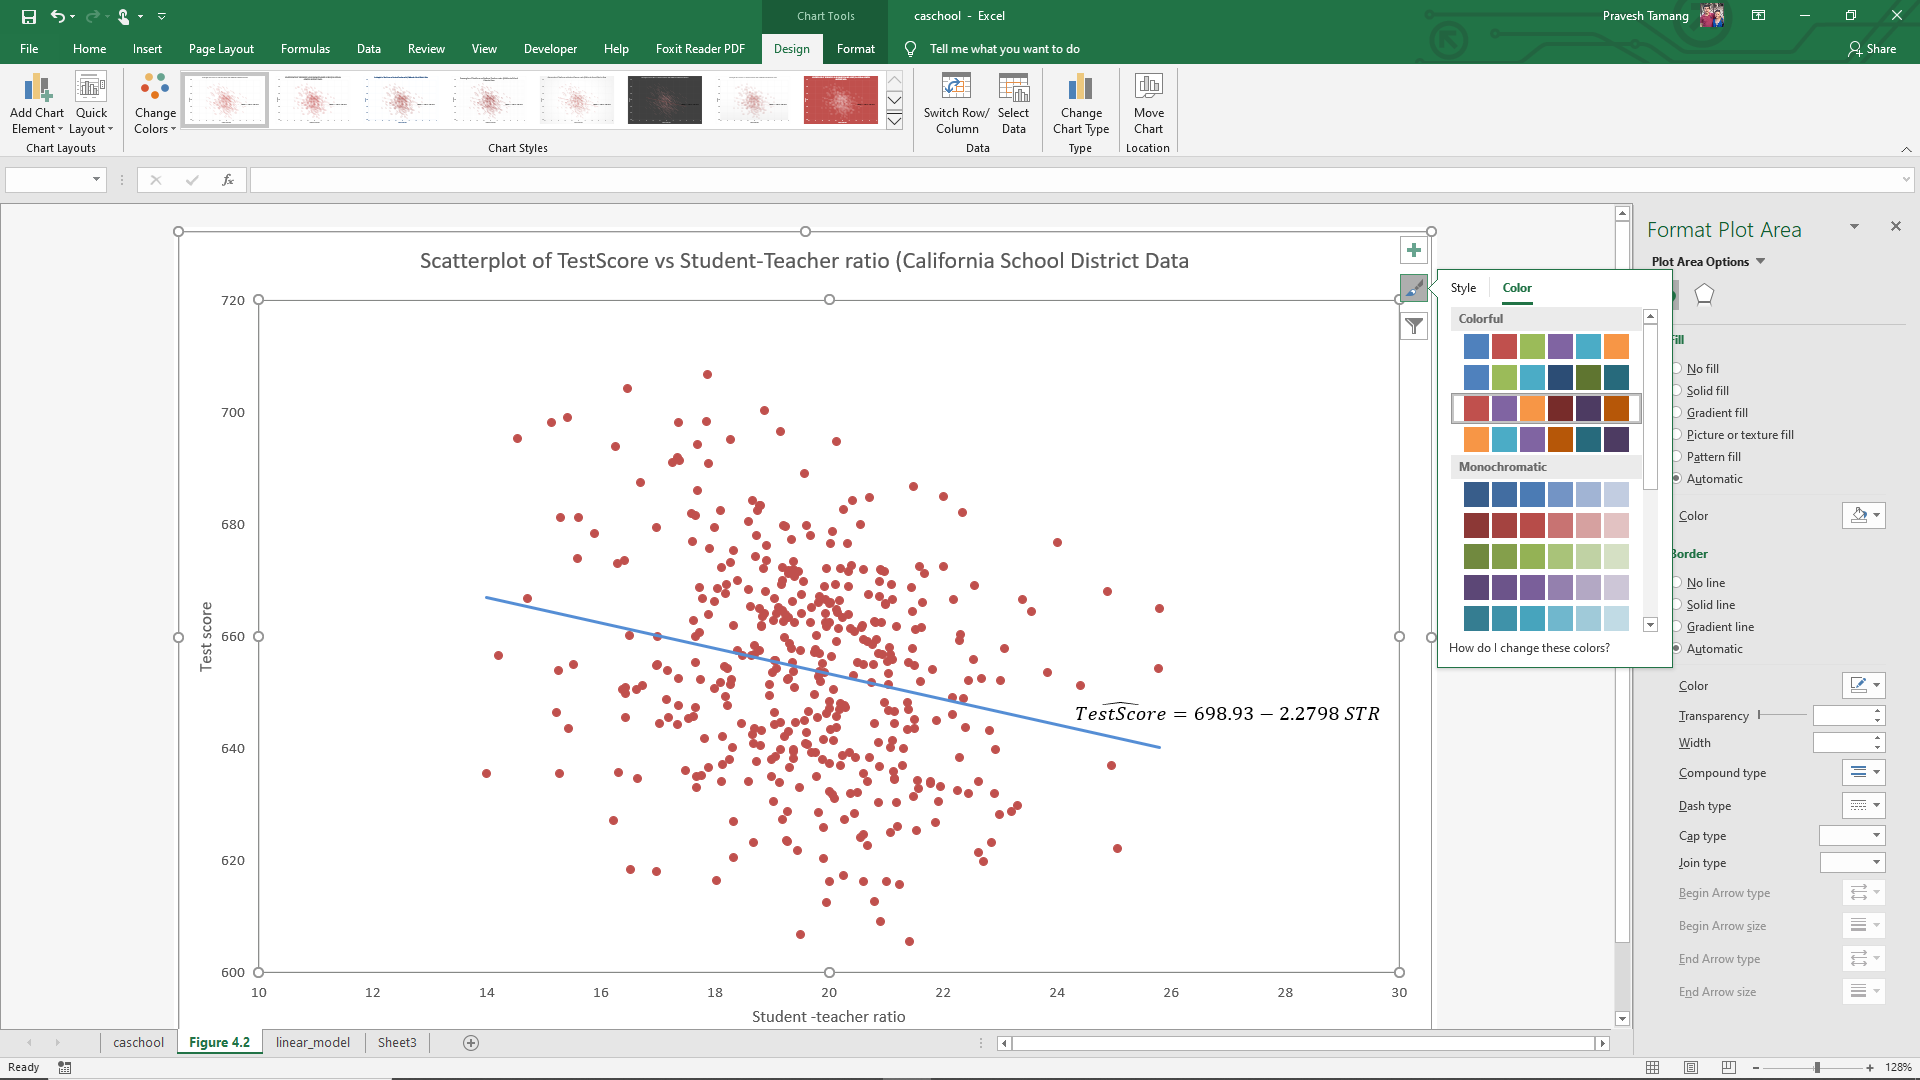 Chart Tools
caschool - Excel
Pravesh Tamang
File Home Insert Page Layout Formulas Data Review View Developer Help Foxit Reader PDF Design Format Tell me what you want to do Share
Add Chart Element
Quick Layout
Chart Layouts
Change Colors
Chart Styles
Switch Row/ Column
Select Data
Data
Change Chart Type
Type
Move Chart
Location
fx
Scatterplot of TestScore vs Student-Teacher ratio (California School District Data
720
700
680
660
640
620
600
Test score
TestScore = 698.93 − 2.2798 STR
10 12 14 16 18 20 22 24 26 28 30
Student -teacher ratio
Style Color
Colorful
Monochromatic
How do I change these colors?
Format Plot Area
Plot Area Options
ill
No fill
Solid fill
Gradient fill
Picture or texture fill
Pattern fill
Automatic
Color
Border
No line
Solid line
Gradient line
Automatic
Color
Transparency
Width
Compound type
Dash type
Cap type
Join type
Begin Arrow type
Begin Arrow size
End Arrow type
End Arrow size
caschool Figure 4.2 linear_model Sheet3
Ready
128%